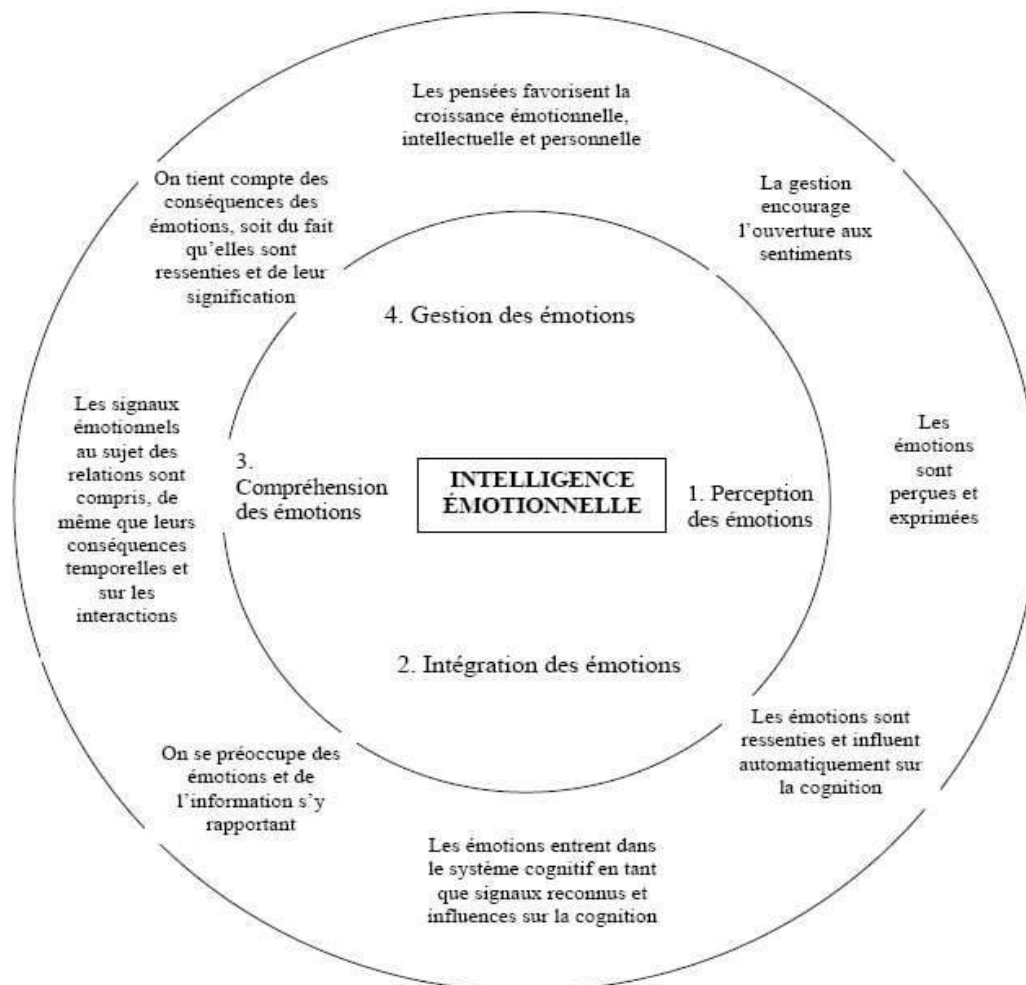 Les pensées favorisent la
croissance émotionnelle,
intellectuelle et personnelle
On tient compte des
conséquences des
émotions, soit du fait
qu’elles sont
ressenties et de leur
signification
La gestion
encourage
l’ouverture aux
sentiments
4. Gestion des émotions
Les signaux
émotionnels
au sujet des
relations sont
compris, de
même que leurs
conséquences
temporelles et
sur les
interactions
3.
Compréhension
des émotions
INTELLIGENCE
ÉMOTIONNELLE
1. Perception
des émotions
Les
émotions
sont
perçues et
exprimées
2. Intégration des émotions
On se préoccupe des
émotions et de
l’information s’y
rapportant
Les émotions sont
ressenties et influent
automatiquement sur
la cognition
Les émotions entrent dans
le système cognitif en tant
que signaux reconnus et
influences sur la cognition